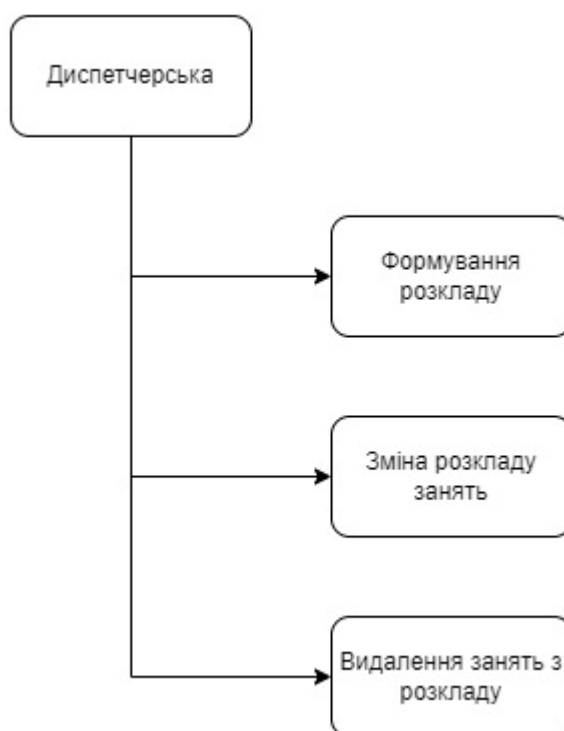 Диспетчерська
Формування
розкладу
Зміна розкладу
занять
Видалення занять з
розкладу